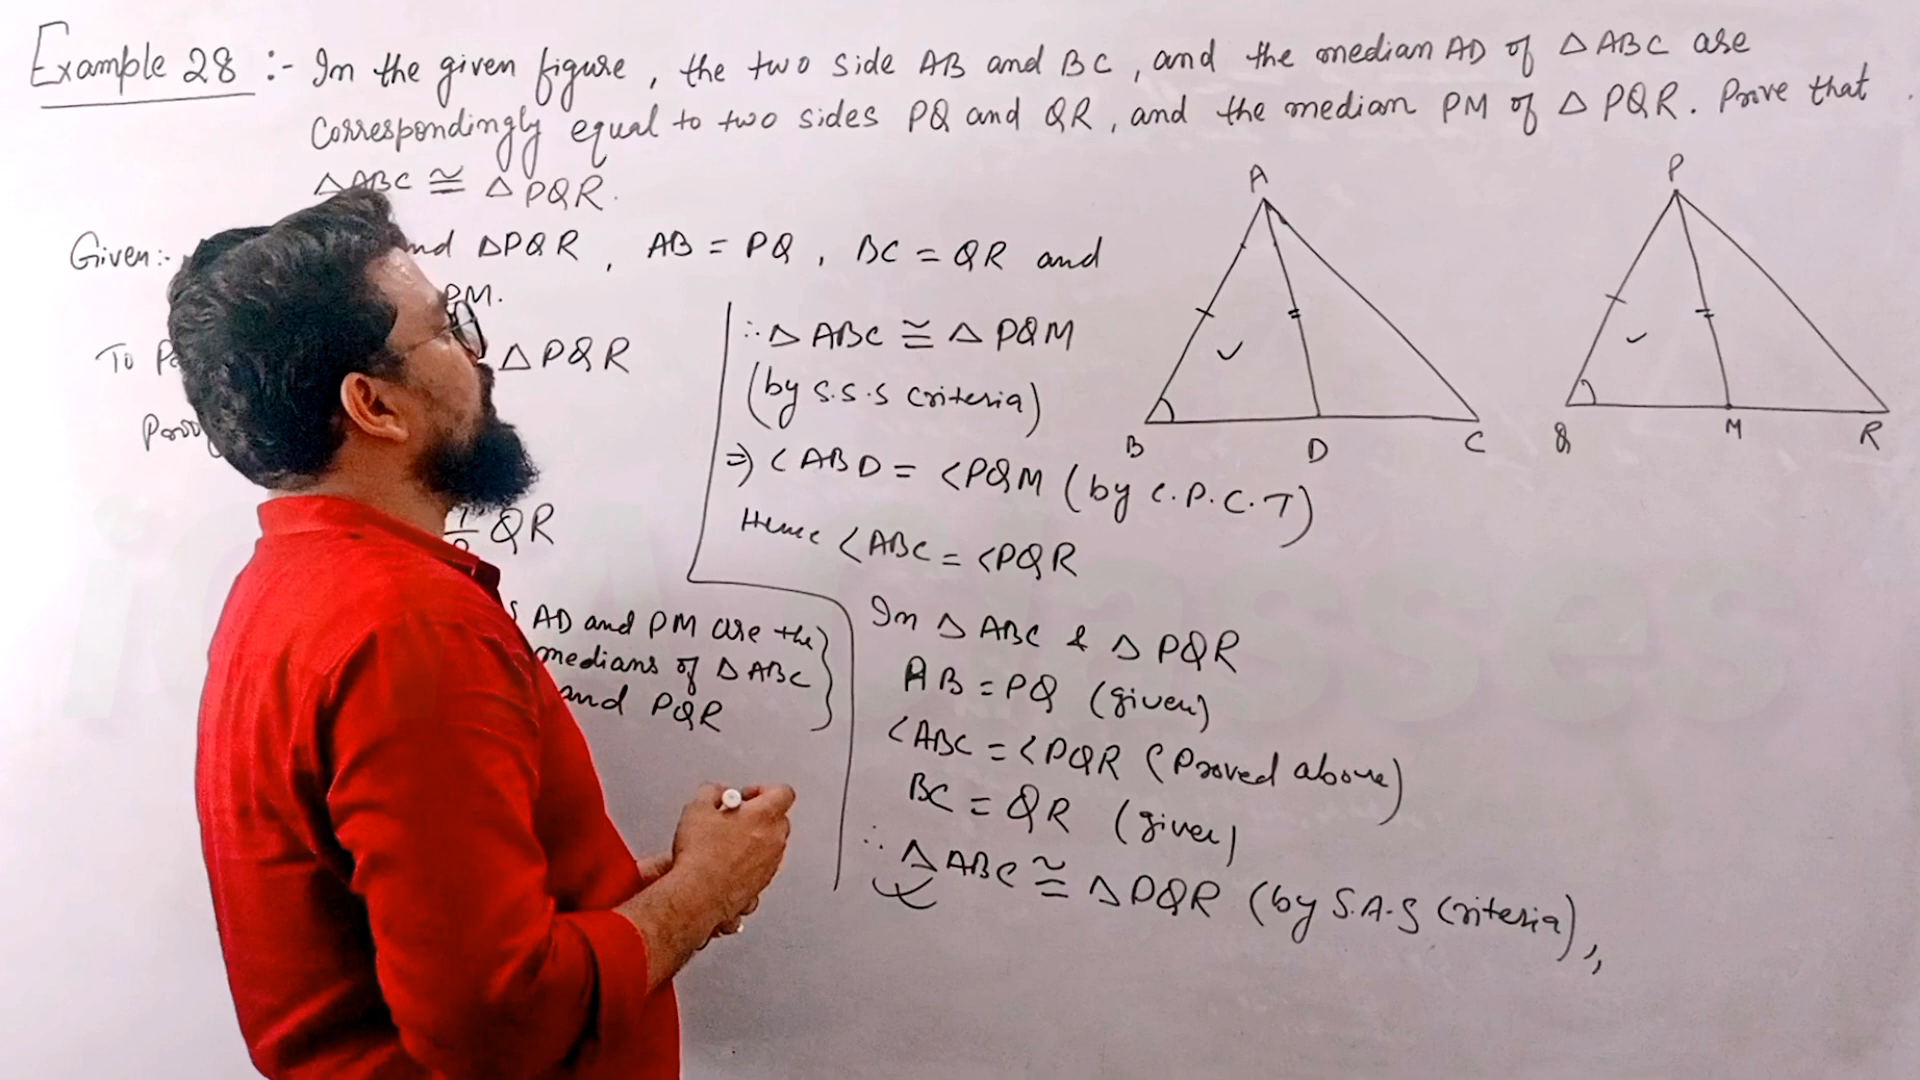 Example 28 :- In the given figure, the two side AB and BC, and the median AD of △ABC are
correspondingly equal to two sides PQ and QR, and the median PM of △PQR. Prove that
△ABC ≅ △PQR.
Given:- and △PQR, AB = PQ, BC = QR and
PM.
To △PQR
QR
AD and PM are the
medians of △ABC
and PQR
∴ △ABC ≅ △PQM
(by S.S.S criteria)
⇒ <ABD = <PQM (by C.P.C.T)
Hence <ABC = <PQR
In △ABC & △PQR
AB = PQ (given)
<ABC = <PQR (Proved above)
BC = QR (given)
∴ △ABC ≅ △PQR (by S.A.S criteria),,
A
B
D
C
P
Q
M
R
Classes